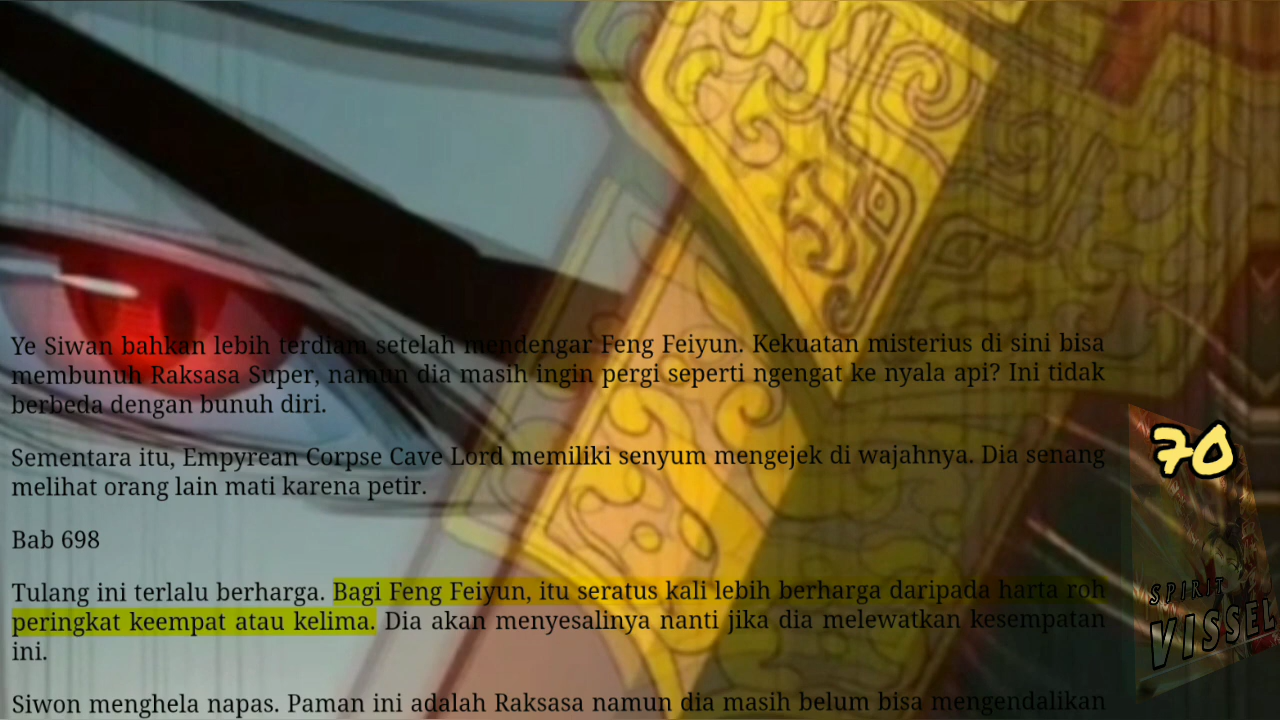 Ye Siwan bahkan lebih terdiam setelah mendengar Feng Feiyun. Kekuatan misterius di sini bisa
membunuh Raksasa Super, namun dia masih ingin pergi seperti ngengat ke nyala api? Ini tidak
berbeda dengan bunuh diri.
Sementara itu, Empyrean Corpse Cave Lord memiliki senyum mengejek di wajahnya. Dia senang
melihat orang lain mati karena petir.
Bab 698
Tulang ini terlalu berharga. Bagi Feng Feiyun, itu seratus kali lebih berharga daripada harta roh
peringkat keempat atau kelima. Dia akan menyesalinya nanti jika dia melewatkan kesempatan
ini.
Siwon menghela napas. Paman ini adalah Raksasa namun dia masih belum bisa mengendalikan
70
SPIRIT
VISSEL